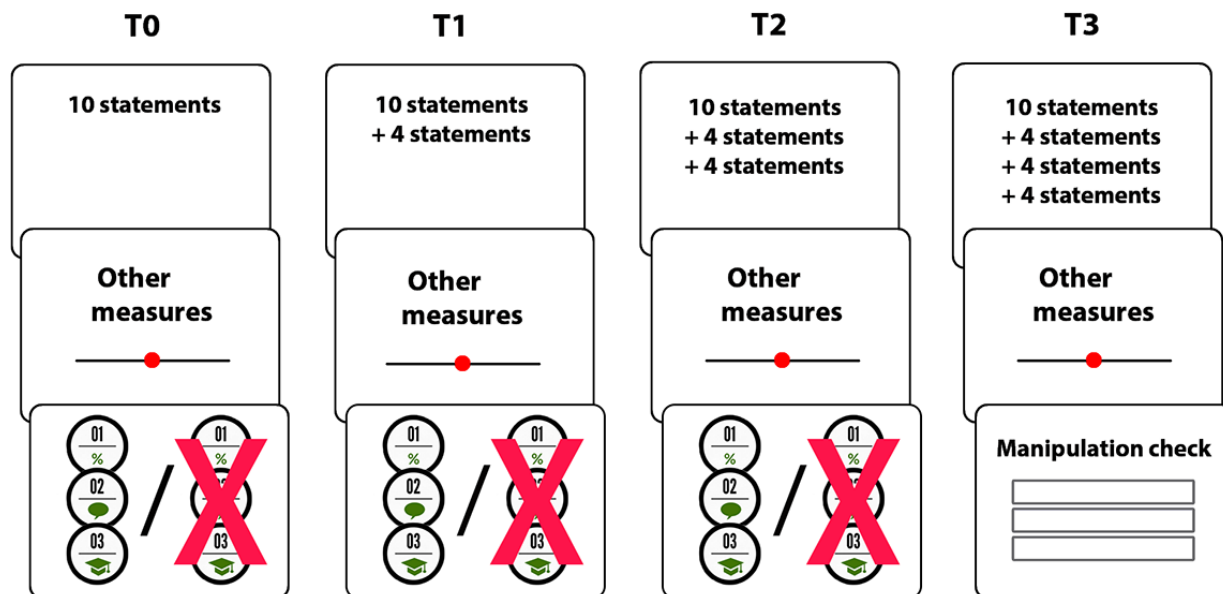 T0
10 statements
Other
measures
01
%
02
03
/
01
%
03
T1
10 statements
+ 4 statements
Other
measures
01
%
02
03
/
01
%
03
T2
10 statements
+ 4 statements
+ 4 statements
Other
measures
01
%
02
03
/
01
%
03
T3
10 statements
+ 4 statements
+ 4 statements
+ 4 statements
Other
measures
Manipulation check